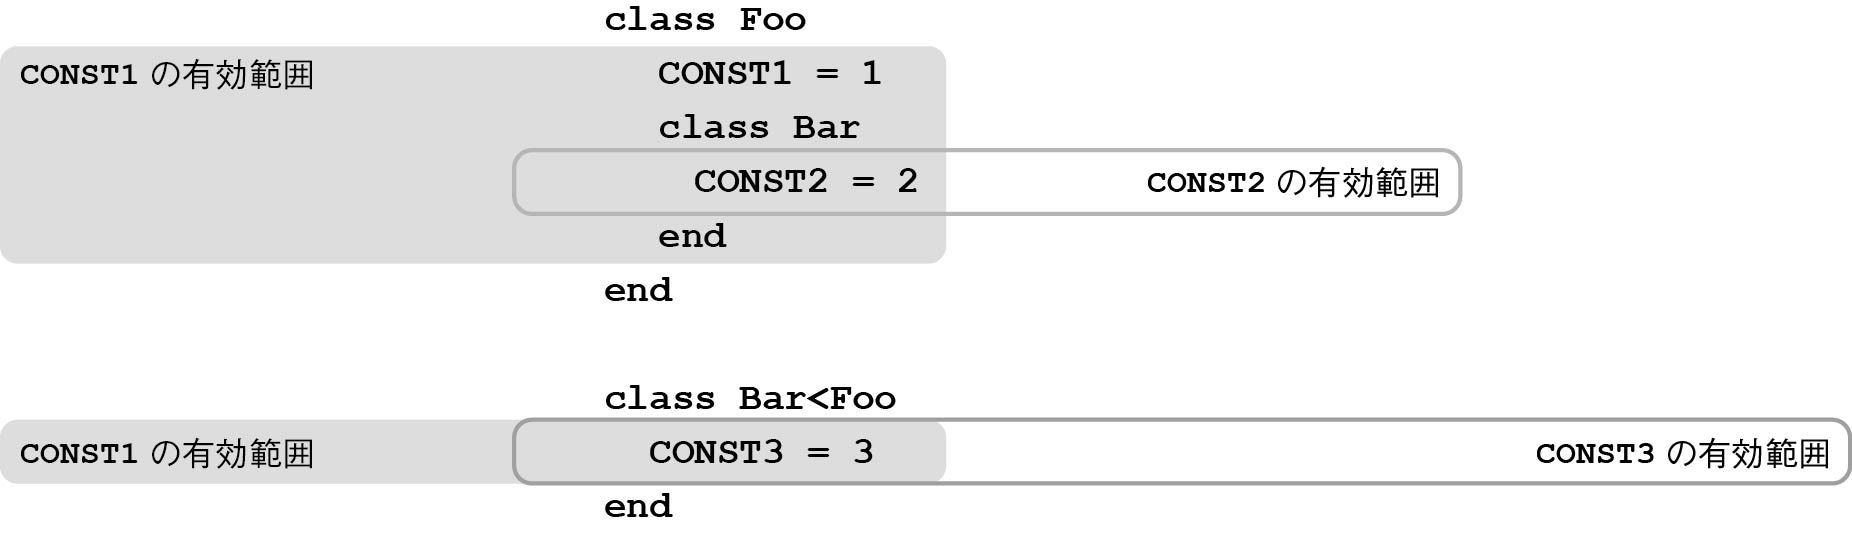 class Foo
CONST1 の有効範囲 CONST1 = 1
class Bar
CONST2 = 2 CONST2 の有効範囲
end
end
class Bar<Foo
CONST1 の有効範囲 CONST3 = 3 CONST3 の有効範囲
end